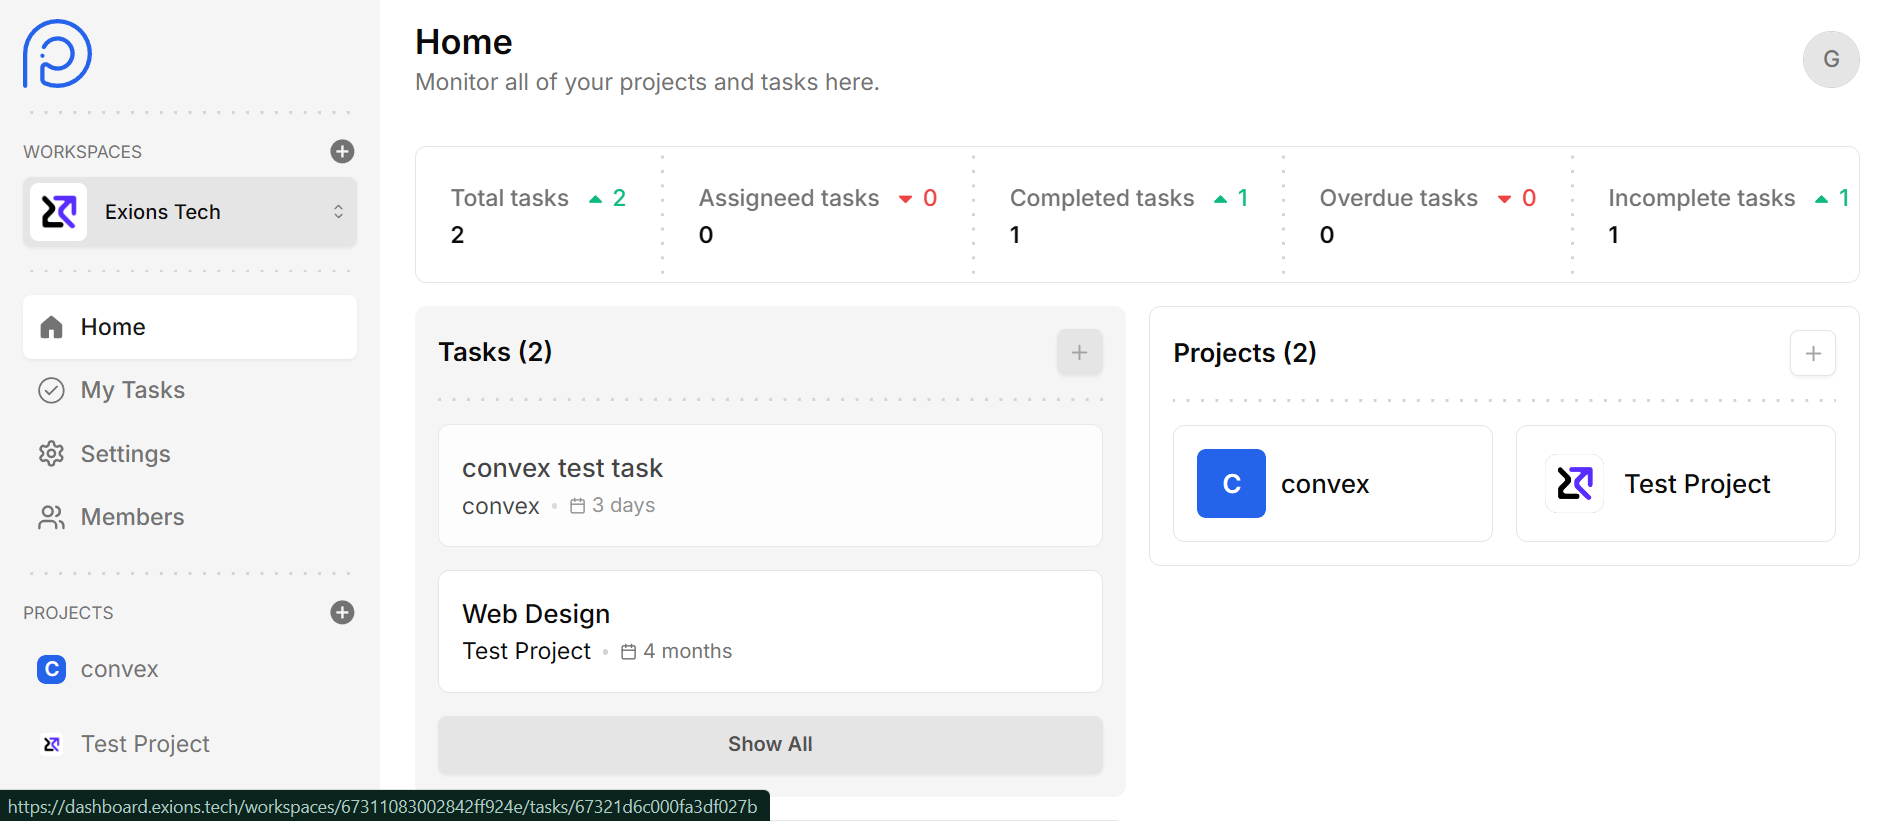 Home
Monitor all of your projects and tasks here.
G
WORKSPACES
Exions Tech
Home
My Tasks
Settings
Members
PROJECTS
C convex
Test Project
Total tasks 2
2
Assigneed tasks 0
0
Completed tasks 1
1
Overdue tasks 0
0
Incomplete tasks 1
1
Tasks (2)
convex test task
convex • 3 days
Web Design
Test Project • 4 months
Show All
Projects (2)
C convex
Test Project
https://dashboard.exions.tech/workspaces/67311083002842ff924e/tasks/67321d6c000fa3df027b